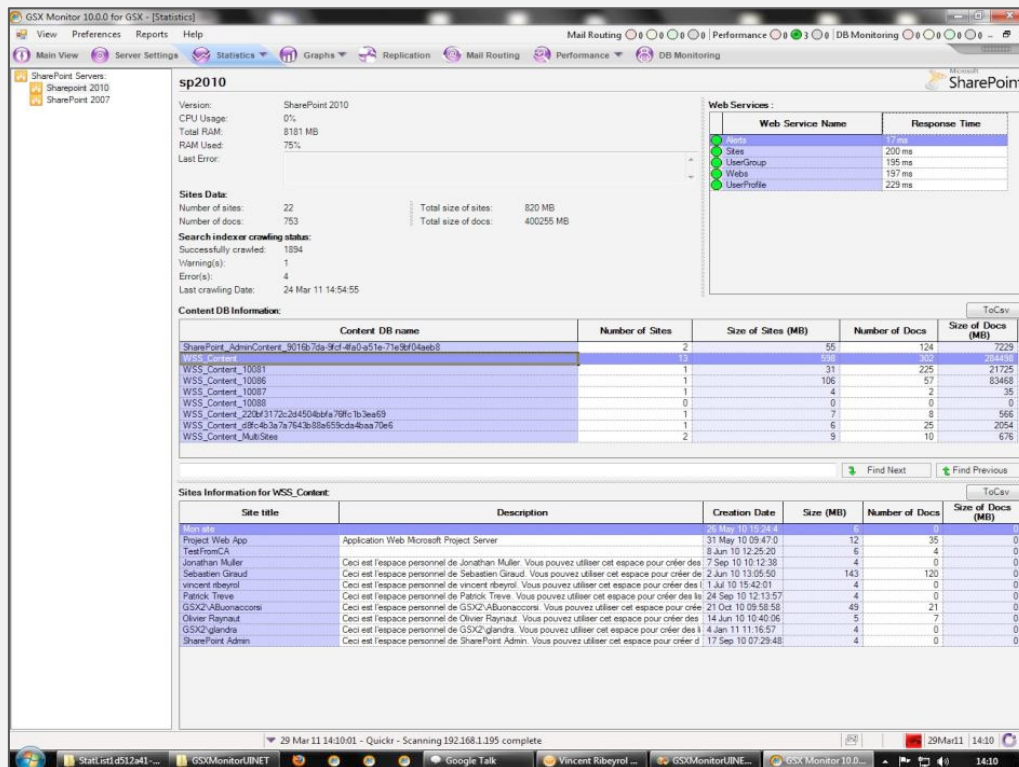 GSX Monitor 10.0.0 for GSX - [Statistics]
View Preferences Reports Help
Mail Routing 0 0 0 0 Performance 0 3 0 0 DB Monitoring 0 0 0 0
Main View Server Settings Statistics Graphs Replication Mail Routing Performance DB Monitoring
SharePoint Servers:
Sharepoint 2010
SharePoint 2007
sp2010
Microsoft
SharePoint
Version: SharePoint 2010
CPU Usage: 0%
Total RAM: 8181 MB
RAM Used: 75%
Last Error:
Web Services :
Web Service Name Response Time
Alerts 17 ms
Sites 200 ms
UserGroup 195 ms
Webs 197 ms
UserProfile 229 ms
Sites Data:
Number of sites: 22 Total size of sites: 820 MB
Number of docs: 753 Total size of docs: 400255 MB
Search indexer crawling status:
Successfully crawled: 1894
Warning(s): 1
Error(s): 4
Last crawling Date: 24 Mar 11 14:54:55
Content DB Information: ToCsv
Content DB name Number of Sites Size of Sites (MB) Number of Docs Size of Docs (MB)
SharePoint_AdminContent_9016b7da-9fcf-4fa0-a51e-71e9bf04aeb8 2 55 124 7229
WSS_Content 13 598 302 284498
WSS_Content_10081 1 31 225 21725
WSS_Content_10086 1 106 57 83468
WSS_Content_10087 1 4 2 35
WSS_Content_10088 0 0 0 0
WSS_Content_220bf3172c2d4504bbfa76ffc1b3ea69 1 7 8 566
WSS_Content_d8fc4b3a7a7643b88a659cda4baa70e6 1 6 25 2054
WSS_Content_MultiSites 2 9 10 676
Find Next Find Previous
Sites Information for WSS_Content: ToCsv
Site title Description Creation Date Size (MB) Number of Docs Size of Docs (MB)
Mon site 26 May 10 15:24:4 6 0 0
Project Web App Application Web Microsoft Project Server 31 May 10 09:47:0 12 35 0
TestFromCA 8 Jun 10 12:25:20 6 4 0
Jonathan Muller Ceci est l'espace personnel de Jonathan Muller. Vous pouvez utiliser cet espace pour créer des 7 Sep 10 10:12:38 4 0 0
Sebastien Giraud Ceci est l'espace personnel de Sebastien Giraud. Vous pouvez utiliser cet espace pour créer de 2 Jun 10 13:05:50 143 120 0
vincent ribeyrol Ceci est l'espace personnel de vincent ribeyrol. Vous pouvez utiliser cet espace pour créer des l 1 Jul 10 15:42:01 4 0 0
Patrick Treve Ceci est l'espace personnel de Patrick Treve. Vous pouvez utiliser cet espace pour créer des lis 24 Sep 10 12:13:57 4 0 0
GSX2\ABuonaccorsi Ceci est l'espace personnel de GSX2\ABuonaccorsi. Vous pouvez utiliser cet espace pour crée 21 Oct 10 09:58:58 49 21 0
Olivier Raynaut Ceci est l'espace personnel de Olivier Raynaut. Vous pouvez utiliser cet espace pour créer des 14 Jun 10 10:40:06 5 7 0
GSX2\glandra Ceci est l'espace personnel de GSX2\glandra. Vous pouvez utiliser cet espace pour créer des li 4 Jan 11 11:16:57 4 0 0
SharePoint Admin Ceci est l'espace personnel de SharePoint Admin. Vous pouvez utiliser cet espace pour créer d 17 Sep 10 07:29:48 4 0 0
29 Mar 11 14:10:01 - Quickr - Scanning 192.168.1.195 complete 29Mar11 14:10
StatList1d512a41-... GSXMonitorUINET Google Talk Vincent Ribeyrol ... GSXMonitorUINE... GSX Monitor 10.0... 14:10